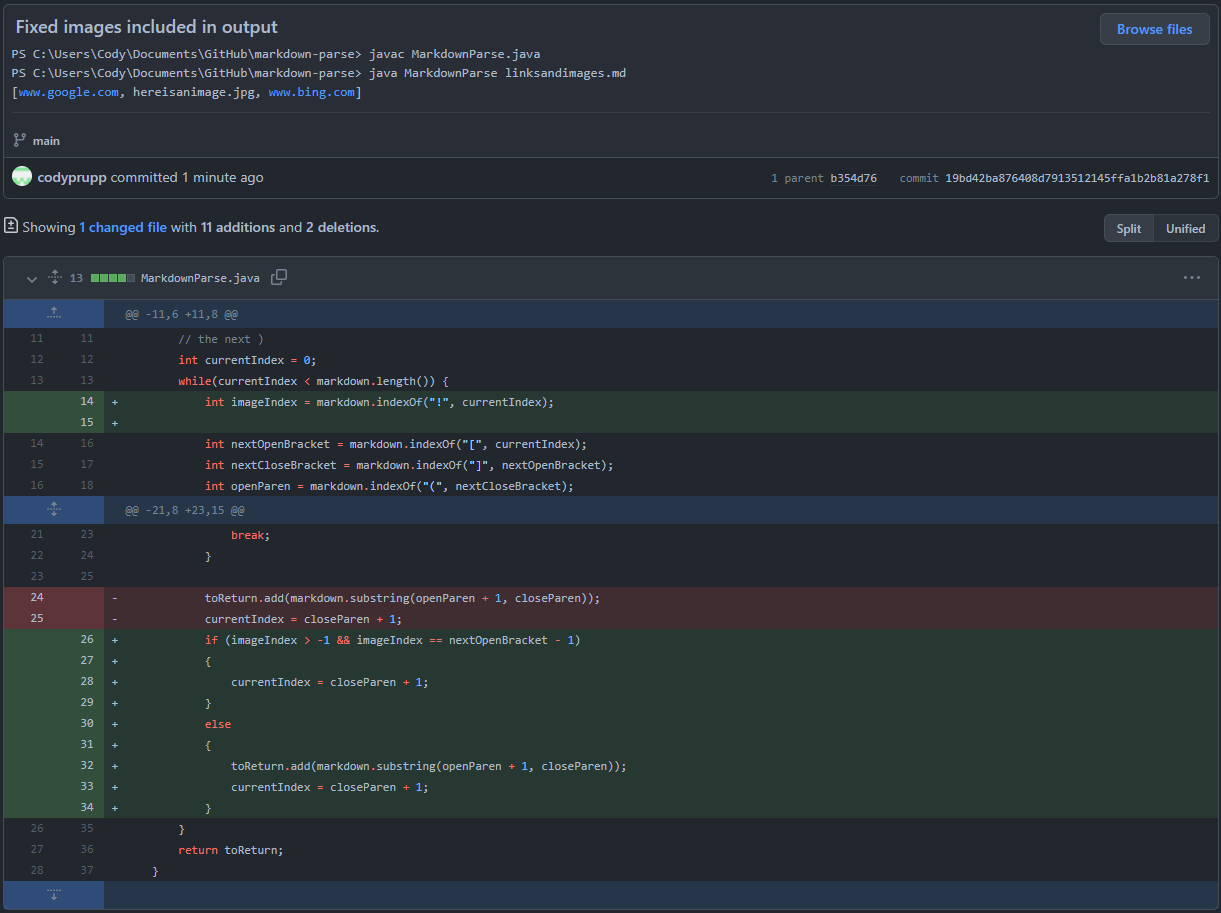 Fixed images included in output
Browse files
PS C:\Users\Cody\Documents\GitHub\markdown-parse> javac MarkdownParse.java
PS C:\Users\Cody\Documents\GitHub\markdown-parse> java MarkdownParse linksandimages.md
[www.google.com, hereisanimage.jpg, www.bing.com]
main
codyprupp committed 1 minute ago
1 parent b354d76 commit 19bd42ba876408d7913512145ffa1b2b81a278f1
Showing 1 changed file with 11 additions and 2 deletions.
Split Unified
13 MarkdownParse.java
@@ -11,6 +11,8 @@
11 11 // the next )
12 12 int currentIndex = 0;
13 13 while(currentIndex < markdown.length()) {
14 + int imageIndex = markdown.indexOf("!", currentIndex);
15 +
14 16 int nextOpenBracket = markdown.indexOf("[", currentIndex);
15 17 int nextCloseBracket = markdown.indexOf("]", nextOpenBracket);
16 18 int openParen = markdown.indexOf("(", nextCloseBracket);
@@ -21,8 +23,15 @@
21 23 break;
22 24 }
23 25
24 - toReturn.add(markdown.substring(openParen + 1, closeParen));
25 - currentIndex = closeParen + 1;
26 + if (imageIndex > -1 && imageIndex == nextOpenBracket - 1)
27 + {
28 + currentIndex = closeParen + 1;
29 + }
30 + else
31 + {
32 + toReturn.add(markdown.substring(openParen + 1, closeParen));
33 + currentIndex = closeParen + 1;
34 + }
26 35 }
27 36 return toReturn;
28 37 }